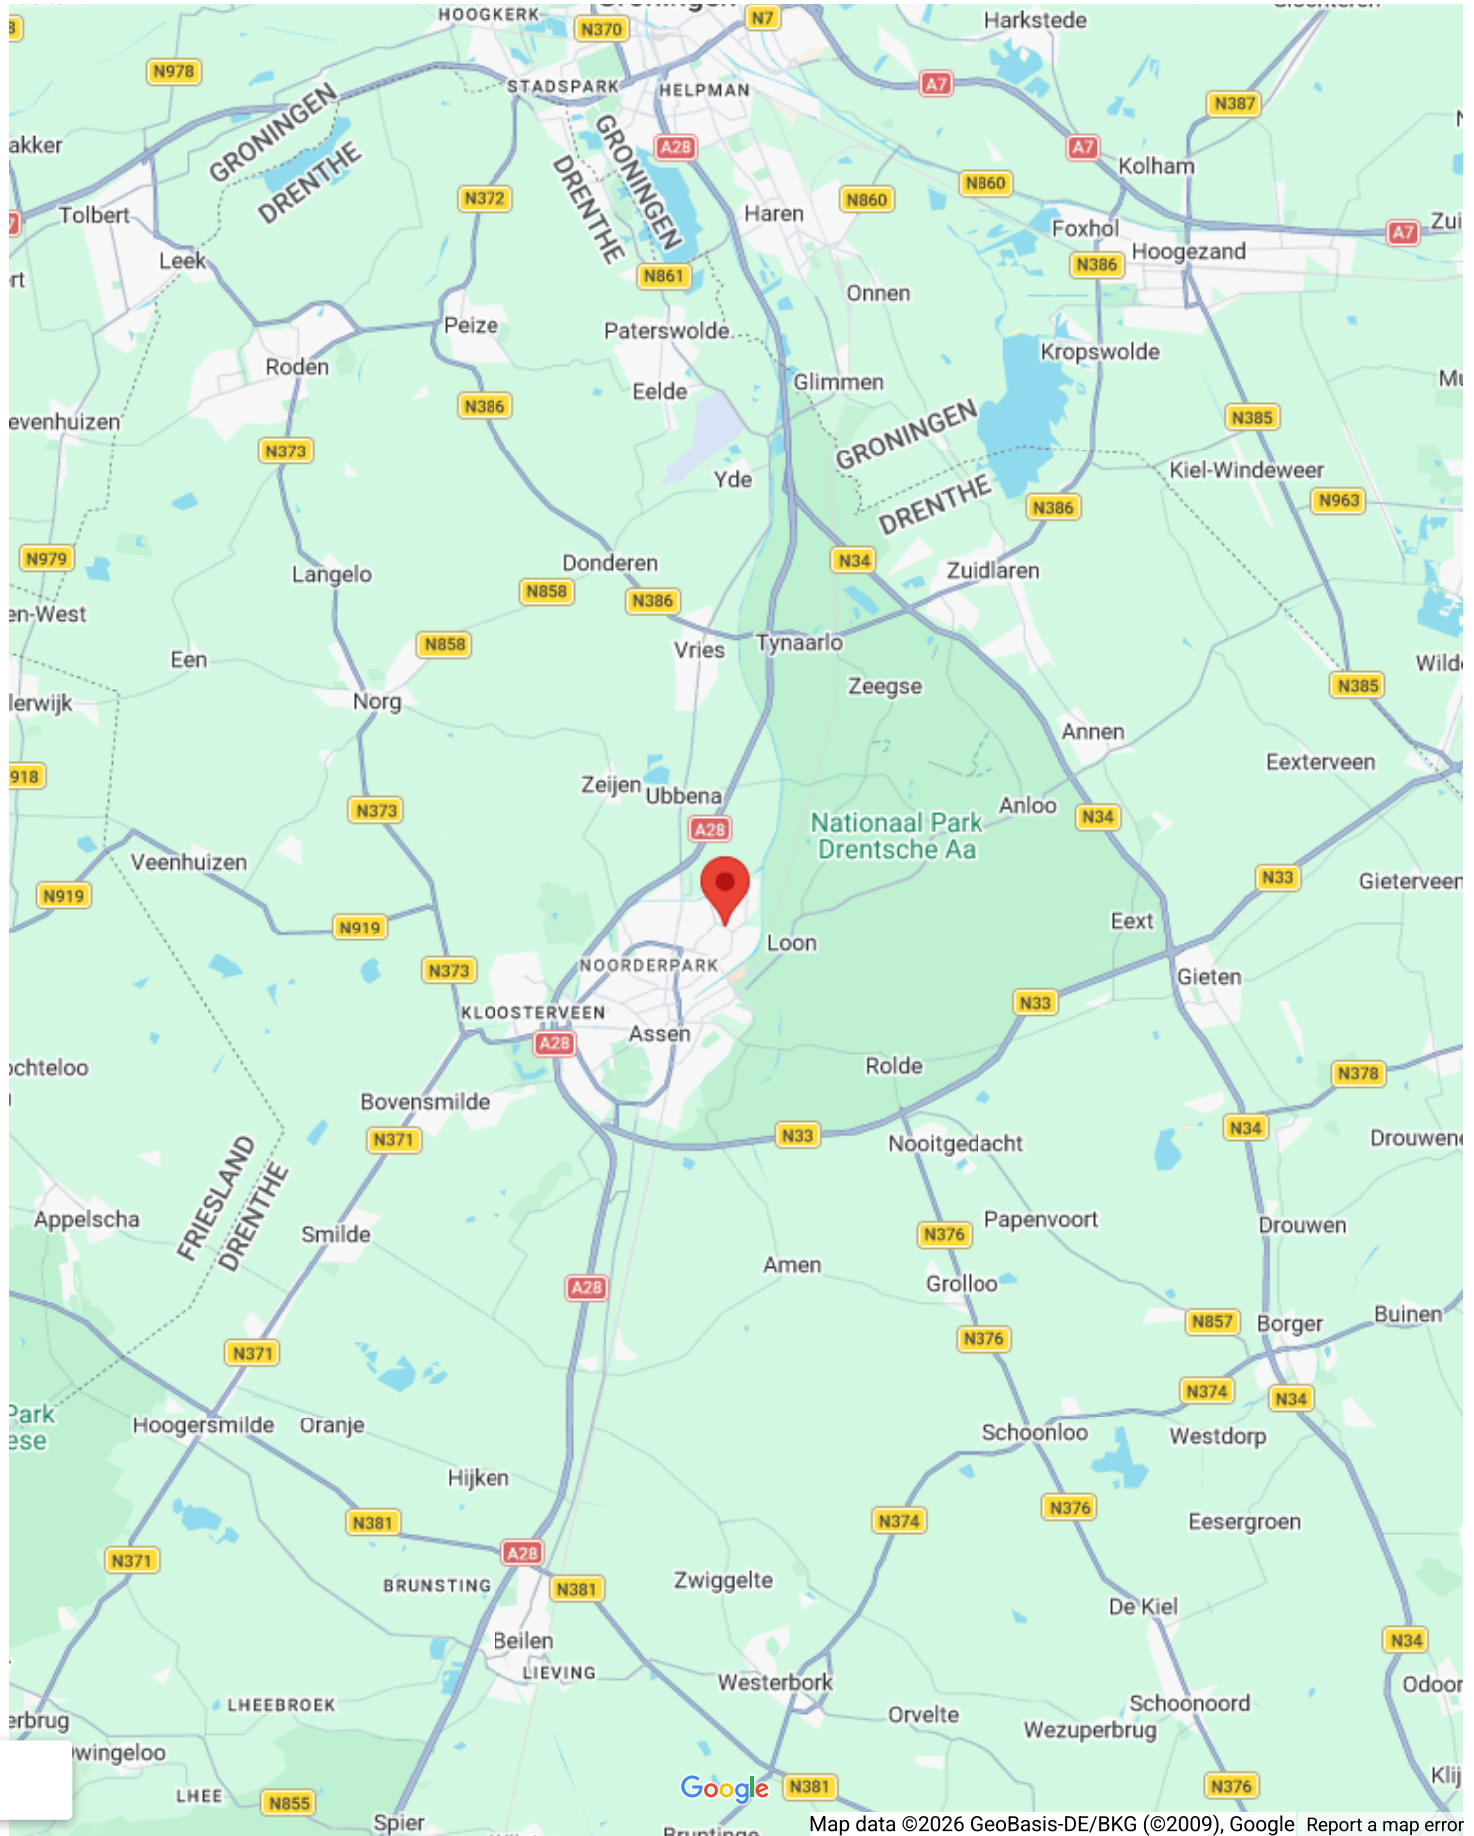 HOOGKERK
N370
N7
Harkstede
N978
STADSPARK
HELPMAN
A7
N387
GRONINGEN
DRENTHE
GRONINGEN
DRENTHE
A28
A7
Kolham
N372
N860
N860
Tolbert
Haren
Foxhol
A7
Leek
N861
Hoogezand
N386
Onnen
Peize
Paterswolde
Kropswolde
Roden
Glimmen
Eelde
N386
GRONINGEN
DRENTHE
N385
N373
Yde
Kiel-Windeweer
N963
N386
N979
Donderen
N34
Zuidlaren
Langelo
N858
N386
en-West
N858
Vries
Tynaarlo
Een
Zeegse
N385
Norg
lerwijk
Annen
Eexterveen
918
Zeijen
Ubbena
Anloo
N373
A28
Nationaal Park
Drentsche Aa
N34
Veenhuizen
N33
Gieterveen
N919
N919
Eext
Loon
NOORDERPARK
N373
Gieten
N33
KLOOSTERVEEN
Assen
A28
Rolde
N378
ochteloo
Bovensmilde
N371
N33
Nooitgedacht
N34
FRIESLAND
DRENTHE
Appelscha
Smilde
Papenvoort
Drouwen
N376
Amen
A28
Grolloo
N857
Borger
Buinen
N371
N376
N374
N34
Park
ese
Hoogersmilde
Oranje
Schoonloo
Westdorp
Hijken
N381
N374
N376
Eesergroen
N371
A28
BRUNSTING
N381
Zwiggelte
De Kiel
Beilen
N34
LIEVING
Westerbork
LHEEBROEK
Schoonoord
erbrug
Orvelte
Wezuperbrug
wingeloo
LHEE
N855
Google
N381
N376
Spier
Map data ©2026 GeoBasis-DE/BKG (©2009), Google
Report a map error